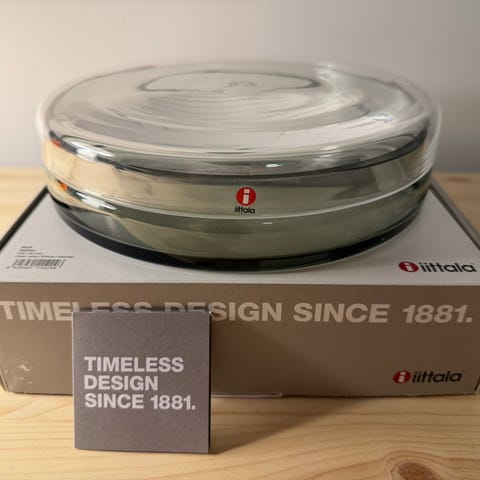 iittala
iittala
TIMELESS DESIGN SINCE 1881.
iittala
TIMELESS
DESIGN
SINCE 1881.